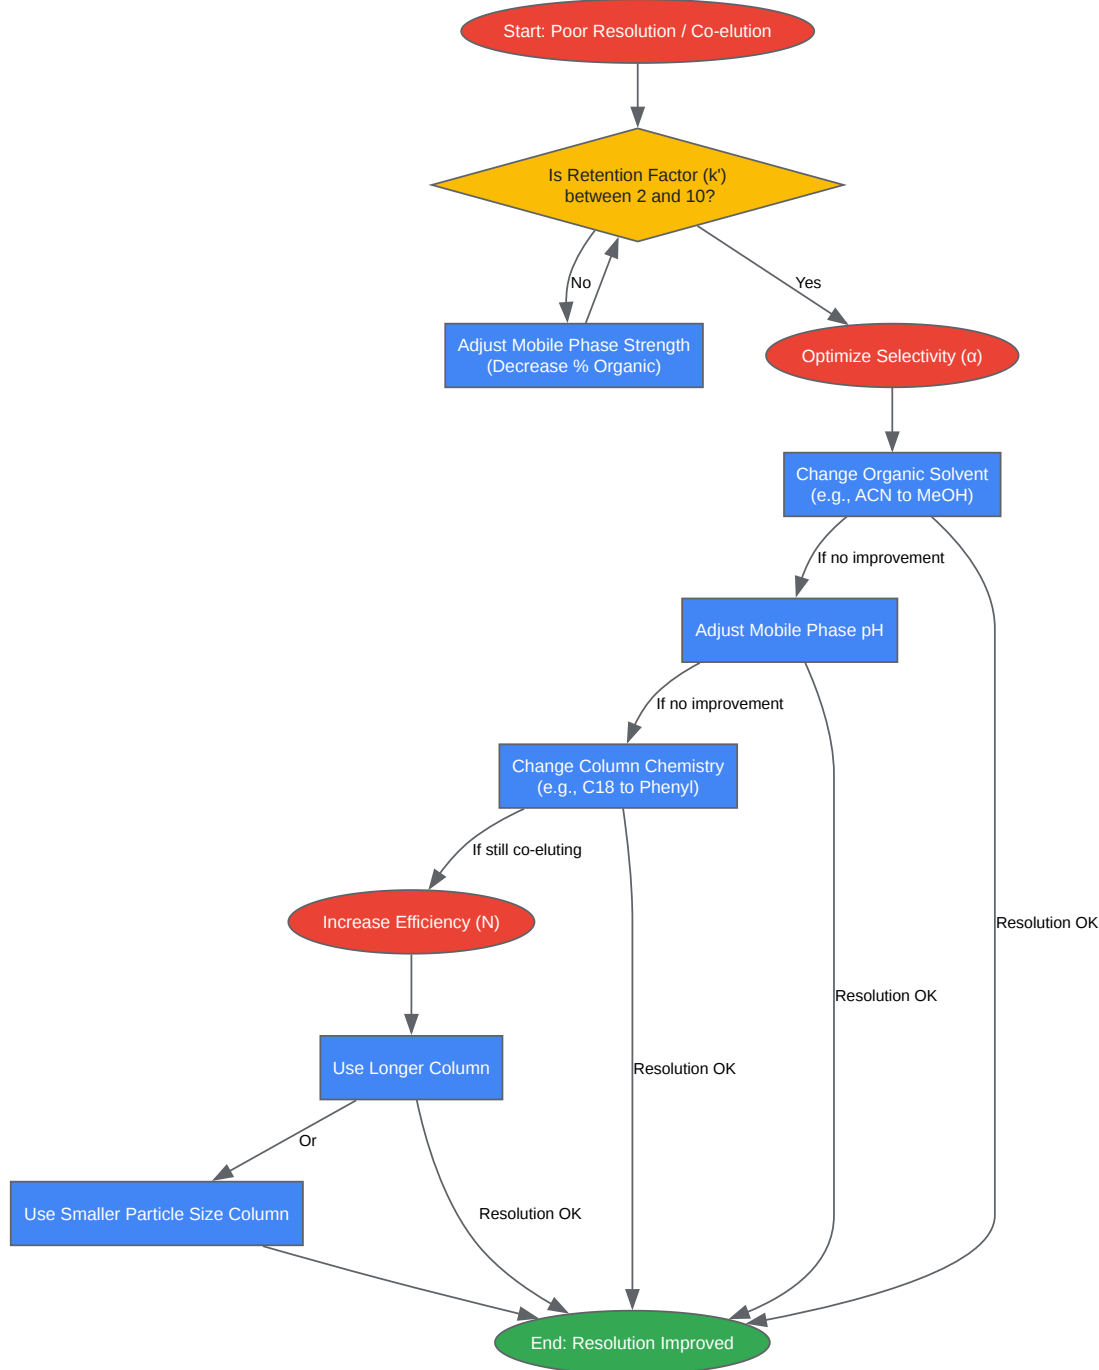 Start: Poor Resolution / Co-elution
Is Retention Factor (k')
between 2 and 10?
No
Yes
Adjust Mobile Phase Strength
(Decrease % Organic)
Optimize Selectivity (α)
Change Organic Solvent
(e.g., ACN to MeOH)
If no improvement
Adjust Mobile Phase pH
If no improvement
Change Column Chemistry
(e.g., C18 to Phenyl)
If still co-eluting
Increase Efficiency (N)
Resolution OK
Resolution OK
Use Longer Column
Resolution OK
Or
Use Smaller Particle Size Column
Resolution OK
End: Resolution Improved